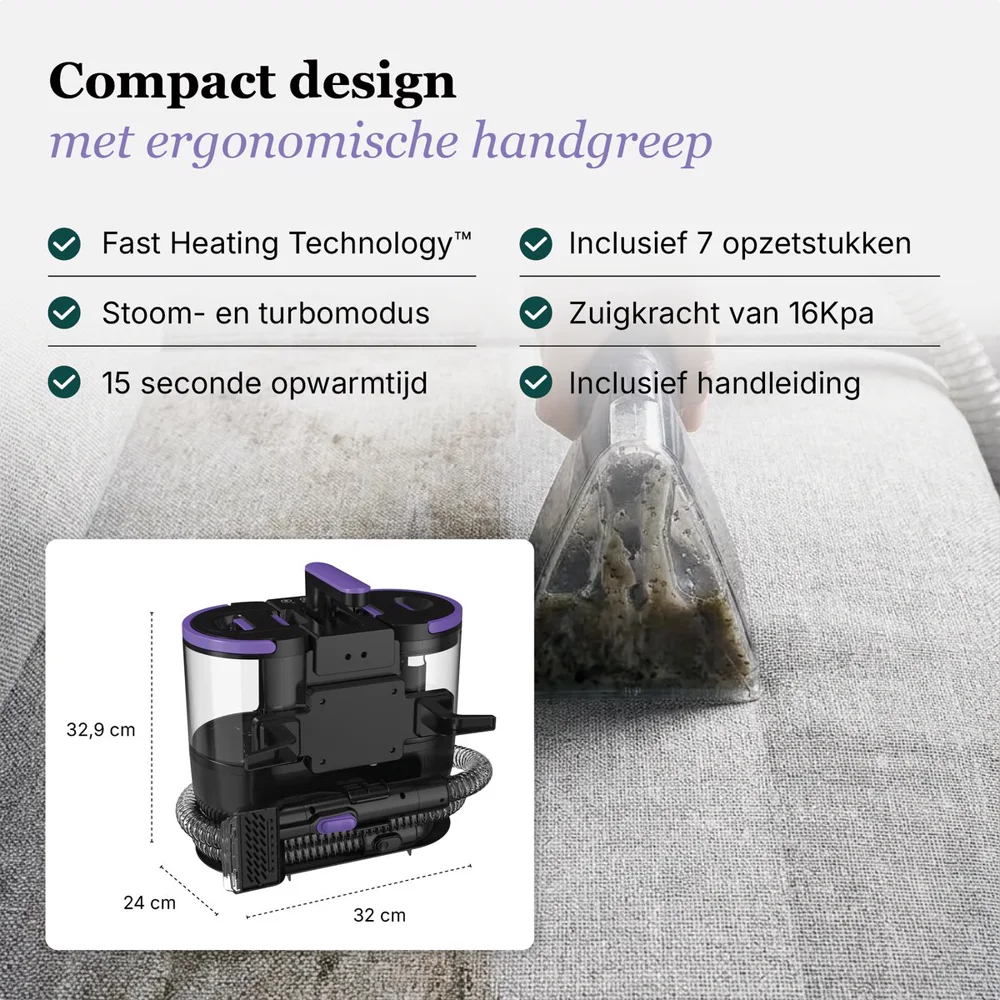 Compact design
met ergonomische handgreep
Fast Heating Technology™
Inclusief 7 opzetstukken
Stoom- en turbomodus
Zuigkracht van 16Kpa
15 seconde opwarmtijd
Inclusief handleiding
32,9 cm
24 cm
32 cm